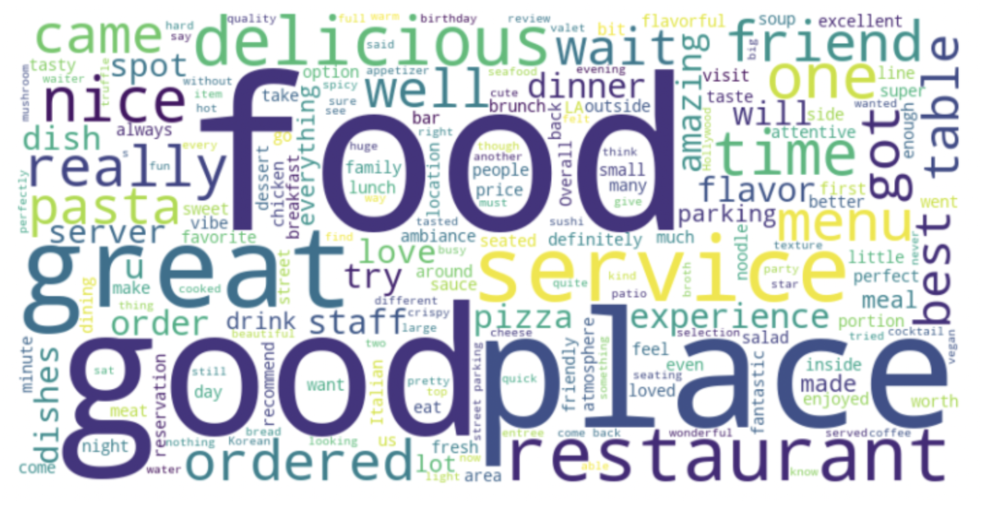 quality full warm birthday review valet bit flavorful soup excellent
came hard say delicious said wait amazing big friend
tasty waiter spot truffle without option appetizer seafood evening visit one line
mushroom nice item hot take spicy well cute dinner taste super table
dish always food sure see brunch LA outside will side wanted
go everything bar felt back Hollywood attentive enough
really s fun every dessert chicken breakfast huge family lunch way right location though another people price must Overall think small many give time got
perfectly pasta sweet vibe flavor first better went
server favorite tasted sushi parking menu
ambiance seated definitely much noodle texture never best
great u find love busy service little
make cooked street try around sauce quite kind broth party star perfect
dining thing different crispy patio meal
order drink staff large pizza experience portion
beautiful two cheese selection salad tried cocktail vegan
minute dishes good place friendly atmosphere something feel even inside
sat still day recommend want Italian pretty top eat street parking quick seating loved fantastic made enjoyed worth
meat reservation
night nothing Korean bread looking us fresh entree come back wonderful served coffee
come water ordered lot now light area able restaurant know